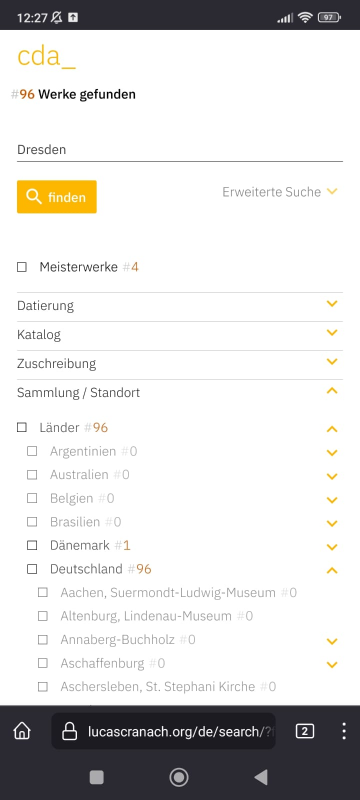 12:27
97
cda_
#96 Werke gefunden
Dresden
finden
Erweiterte Suche
Meisterwerke #4
Datierung
Katalog
Zuschreibung
Sammlung / Standort
Länder #96
Argentinien #0
Australien #0
Belgien #0
Brasilien #0
Dänemark #1
Deutschland #96
Aachen, Suermondt-Ludwig-Museum #0
Altenburg, Lindenau-Museum #0
Annaberg-Buchholz #0
Aschaffenburg #0
Aschersleben, St. Stephani Kirche #0
lucascranach.org/de/search/?
2